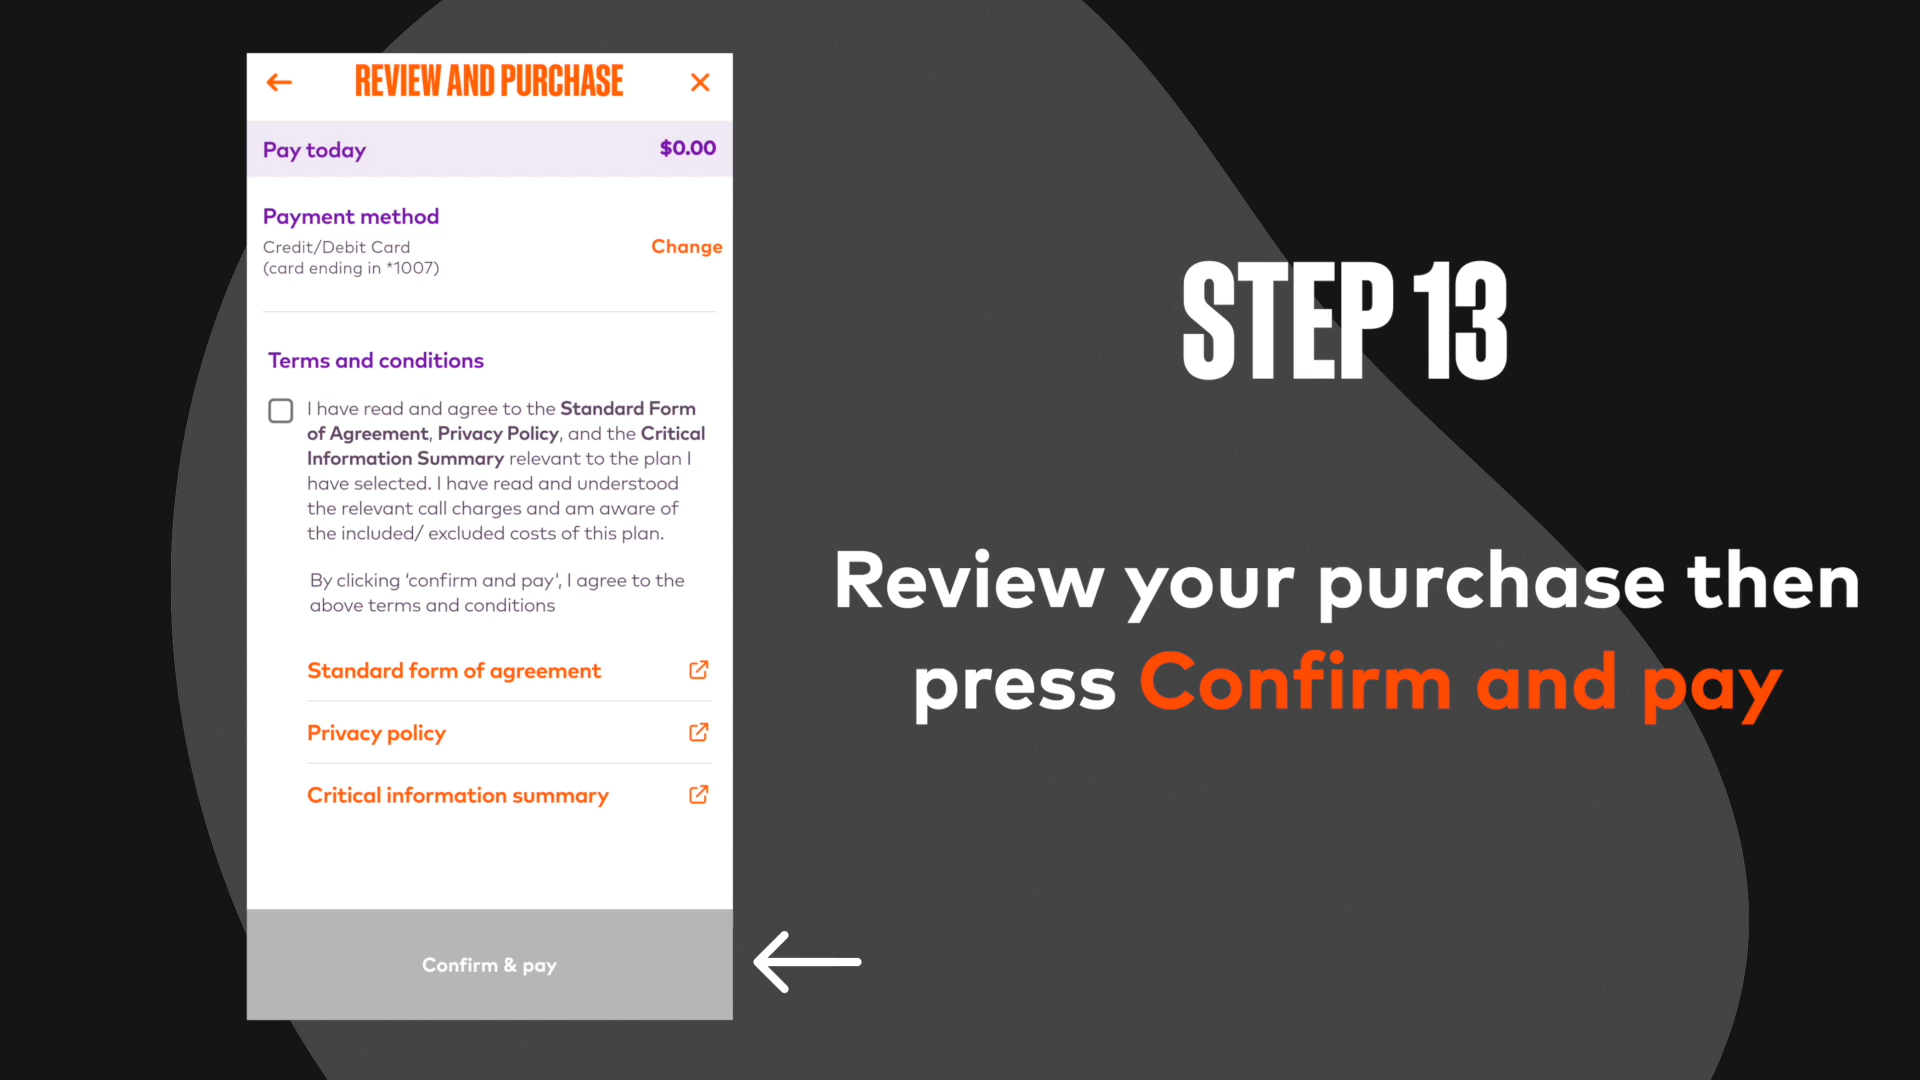 REVIEW AND PURCHASE
Pay today $0.00
Payment method
Credit/Debit Card
(card ending in *1007)
Change
Terms and conditions
I have read and agree to the Standard Form
of Agreement, Privacy Policy, and the Critical
Information Summary relevant to the plan I
have selected. I have read and understood
the relevant call charges and am aware of
the included/ excluded costs of this plan.
By clicking 'confirm and pay', I agree to the
above terms and conditions
Standard form of agreement
Privacy policy
Critical information summary
Confirm & pay
STEP 13
Review your purchase then
press Confirm and pay